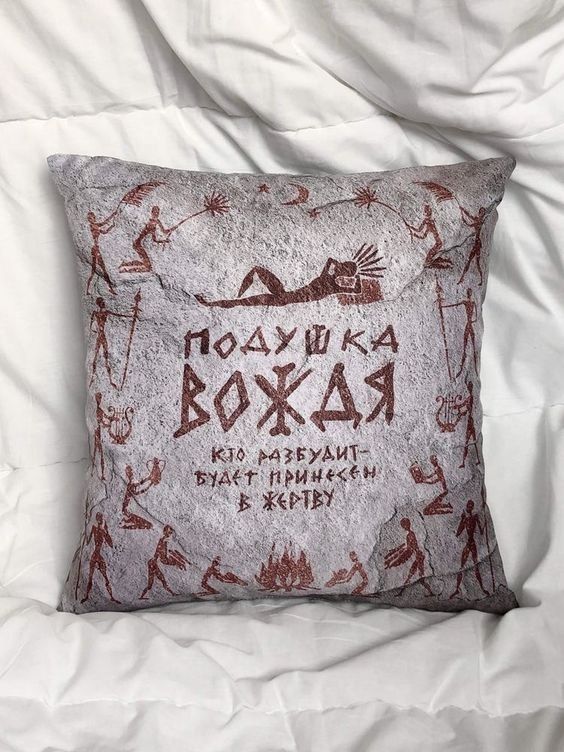 ПОДУШКА
ВОЖДЯ
КТО РАЗБУДИТ-
БУДЕТ ПРИНЕСЕН
В ЖЕРТВУ